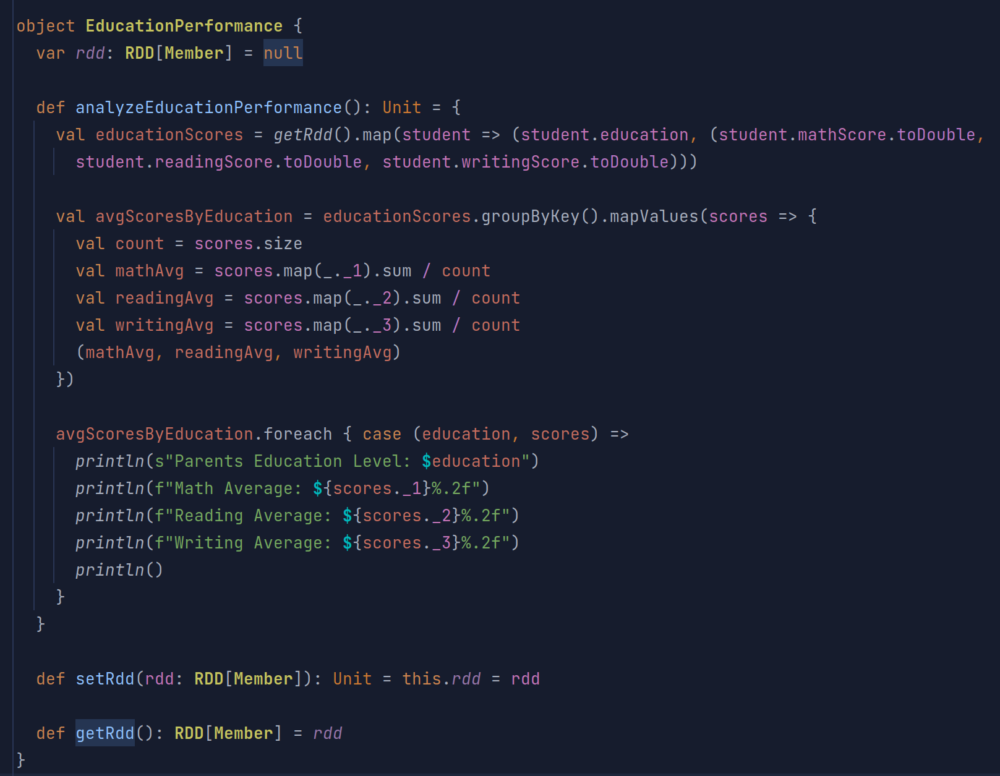 object EducationPerformance {
  var rdd: RDD[Member] = null

  def analyzeEducationPerformance(): Unit = {
    val educationScores = getRdd().map(student => (student.education, (student.mathScore.toDouble,
      student.readingScore.toDouble, student.writingScore.toDouble)))

    val avgScoresByEducation = educationScores.groupByKey().mapValues(scores => {
      val count = scores.size
      val mathAvg = scores.map(_._1).sum / count
      val readingAvg = scores.map(_._2).sum / count
      val writingAvg = scores.map(_._3).sum / count
      (mathAvg, readingAvg, writingAvg)
    })

    avgScoresByEducation.foreach { case (education, scores) =>
      println(s"Parents Education Level: $education")
      println(f"Math Average: ${scores._1}%.2f")
      println(f"Reading Average: ${scores._2}%.2f")
      println(f"Writing Average: ${scores._3}%.2f")
      println()
    }
  }

  def setRdd(rdd: RDD[Member]): Unit = this.rdd = rdd

  def getRdd(): RDD[Member] = rdd
}